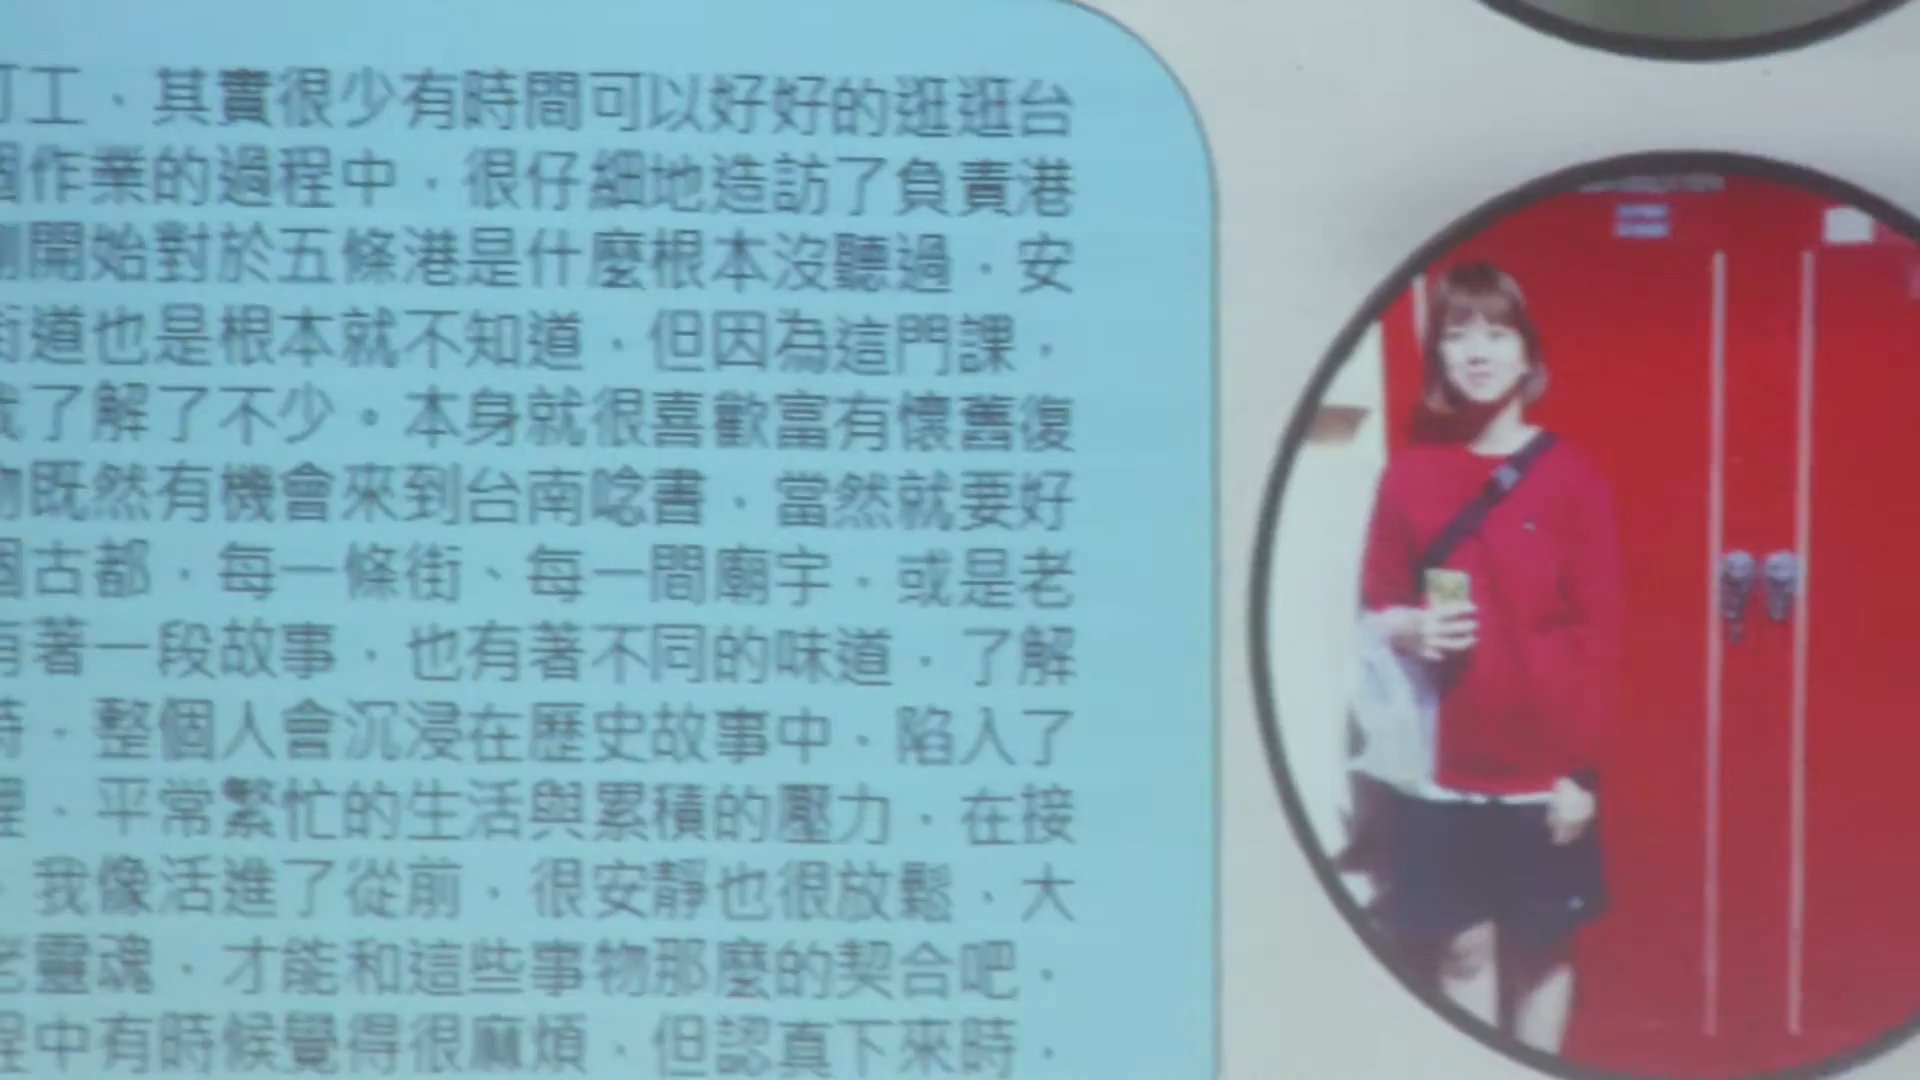 工、其實很少有時間可以好好的逛逛台
個作業的過程中，很仔細地造訪了負責港
剛開始對於五條港是什麼根本沒聽過，安
街道也是根本就不知道，但因為這門課，
我了解了不少。本身就很喜歡富有懷舊復
物既然有機會來到台南唸書，當然就要好
個古都，每一條街、每一間廟宇，或是老
有著一段故事，也有著不同的味道，了解
時，整個人會沉浸在歷史故事中，陷入了
裡、平常繁忙的生活與累積的壓力，在接
我像活進了從前，很安靜也很放鬆、大
老靈魂，才能和這些事物那麼的契合吧，
程中有時候覺得很麻煩，但認真下來時，